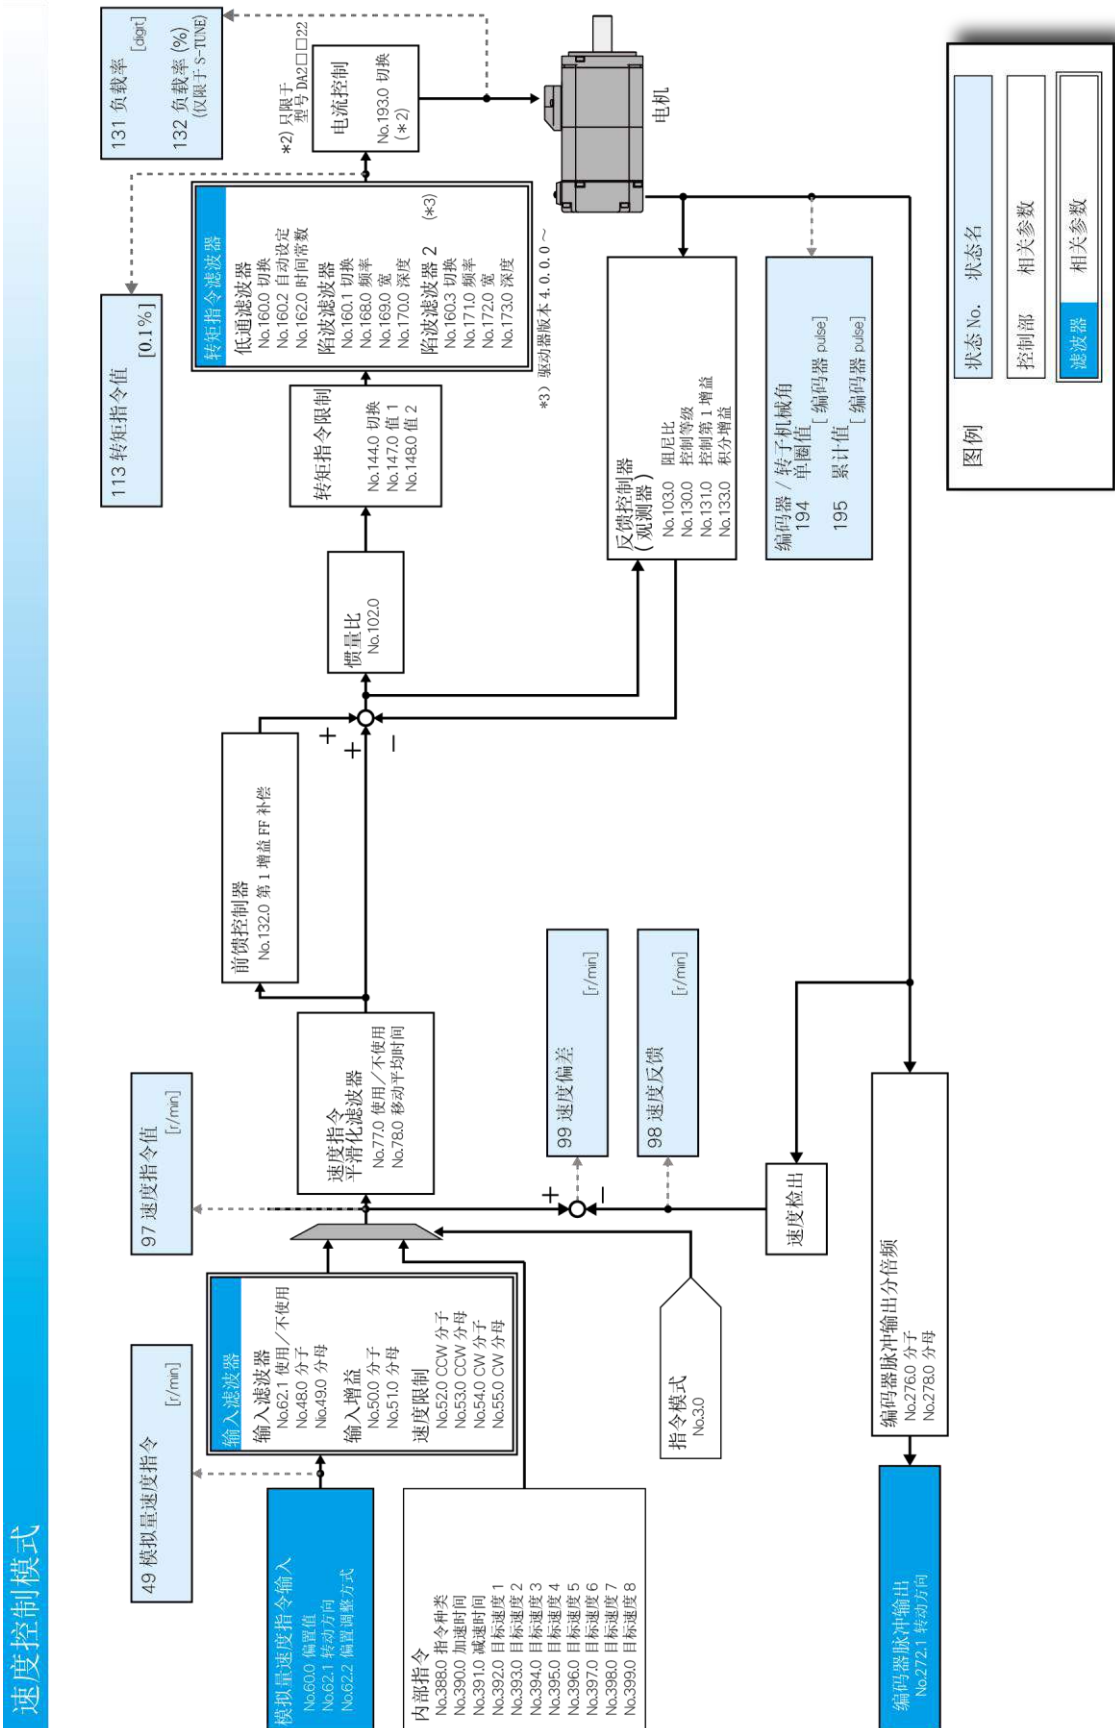 速度控制模式
49 模拟量速度指令
[r/min]
模拟量速度指令输入
No.60.0 偏置值
No.62.1 转动方向
No.62.2 偏置调整方式
输入滤波器
输入滤波器
No.62.1 使用／不使用
No.48.0 分子
No.49.0 分母
输入增益
No.50.0 分子
No.51.0 分母
速度限制
No.52.0 CCW 分子
No.53.0 CCW 分母
No.54.0 CW 分子
No.55.0 CW 分母
内部指令
No.388.0 指令种类
No.390.0 加速时间
No.391.0 减速时间
No.392.0 目标速度 1
No.393.0 目标速度 2
No.394.0 目标速度 3
No.395.0 目标速度 4
No.396.0 目标速度 5
No.397.0 目标速度 6
No.398.0 目标速度 7
No.399.0 目标速度 8
指令模式
No.3.0
97 速度指令值
[r/min]
速度指令
平滑化滤波器
No.77.0 使用／不使用
No.78.0 移动平均时间
+
−
99 速度偏差
[r/min]
98 速度反馈
[r/min]
速度检出
编码器脉冲输出分倍频
No.276.0 分子
No.278.0 分母
编码器脉冲输出
No.272.1 转动方向
前馈控制器
No.132.0 第 1 增益 FF 补偿
+
+
−
惯量比
No.102.0
转矩指令限制
No.144.0 切换
No.147.0 值 1
No.148.0 值 2
113 转矩指令值
[0.1%]
转矩指令滤波器
低通滤波器
No.160.0 切换
No.160.2 自动设定
No.162.0 时间常数
陷波滤波器
No.160.1 切换
No.168.0 频率
No.169.0 宽
No.170.0 深度
陷波滤波器 2 (*3)
No.160.3 切换
No.171.0 频率
No.172.0 宽
No.173.0 深度
*3) 驱动器版本 4. 0. 0. 0 ～
131 负载率
[digit]
132 负载率 (%)
(仅限于 S-TUNE)
*2) 只限于
型号 DA2□□22
电流控制
No.193.0 切换
(*2)
电机
反馈控制器
( 观测器 )
No.103.0 阻尼比
No.130.0 控制等级
No.131.0 控制第 1 增益
No.133.0 积分增益
编码器 / 转子机械角
194 单圈值
[ 编码器 pulse]
195 累计值
[ 编码器 pulse]
图例
状态 No. 状态名
控制部 相关参数
滤波器 相关参数